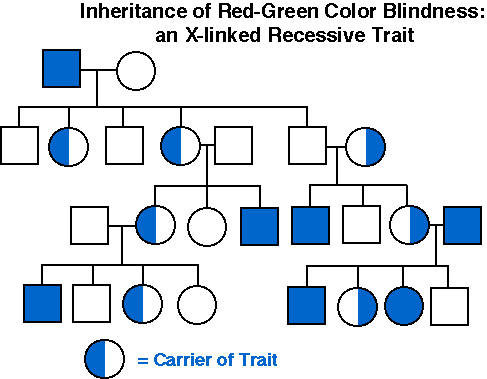 Inheritance of Red-Green Color Blindness:
an X-linked Recessive Trait
= Carrier of Trait